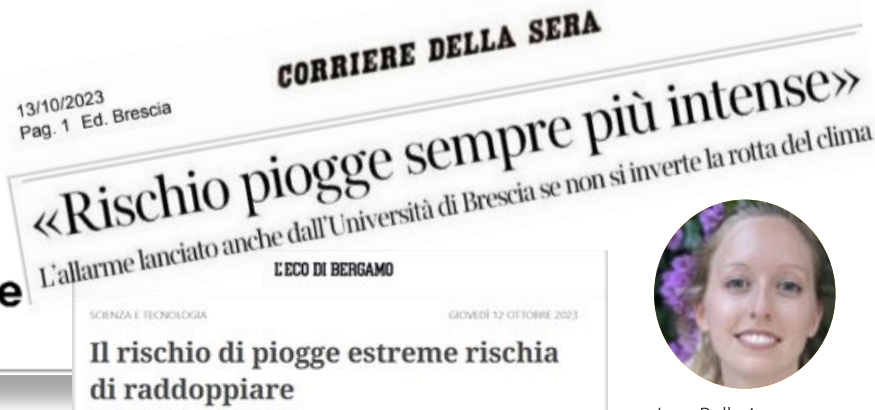 CORRIERE DELLA SERA
13/10/2023
Pag. 1 Ed. Brescia
«Rischio piogge sempre più intense»
L'allarme lanciato anche dall'Università di Brescia se non si inverte la rotta del clima
e
L'ECO DI BERGAMO
SCIENZA E TECNOLOGIA GIOVEDÌ 12 OTTOBRE 2023
Il rischio di piogge estreme rischia
di raddoppiare